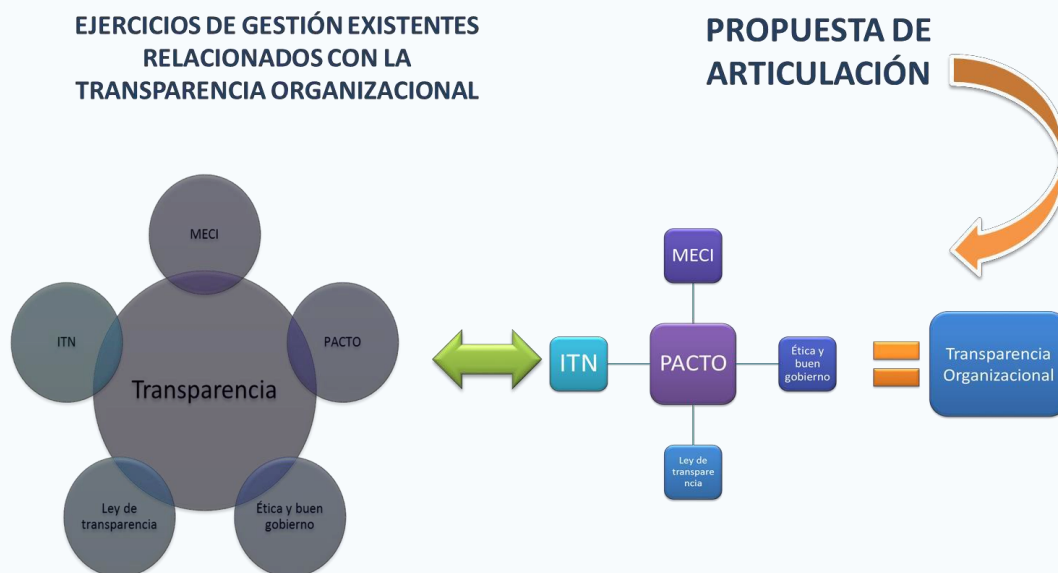 EJERCICIOS DE GESTIÓN EXISTENTES
RELACIONADOS CON LA
TRANSPARENCIA ORGANIZACIONAL
PROPUESTA DE
ARTICULACIÓN
MECI
ITN
PACTO
Transparencia
Ley de
transparencia
Ética y buen
gobierno
MECI
ITN
PACTO
Ética y
buen
gobierno
Ley de
transpare
ncia
Transparencia
Organizacional